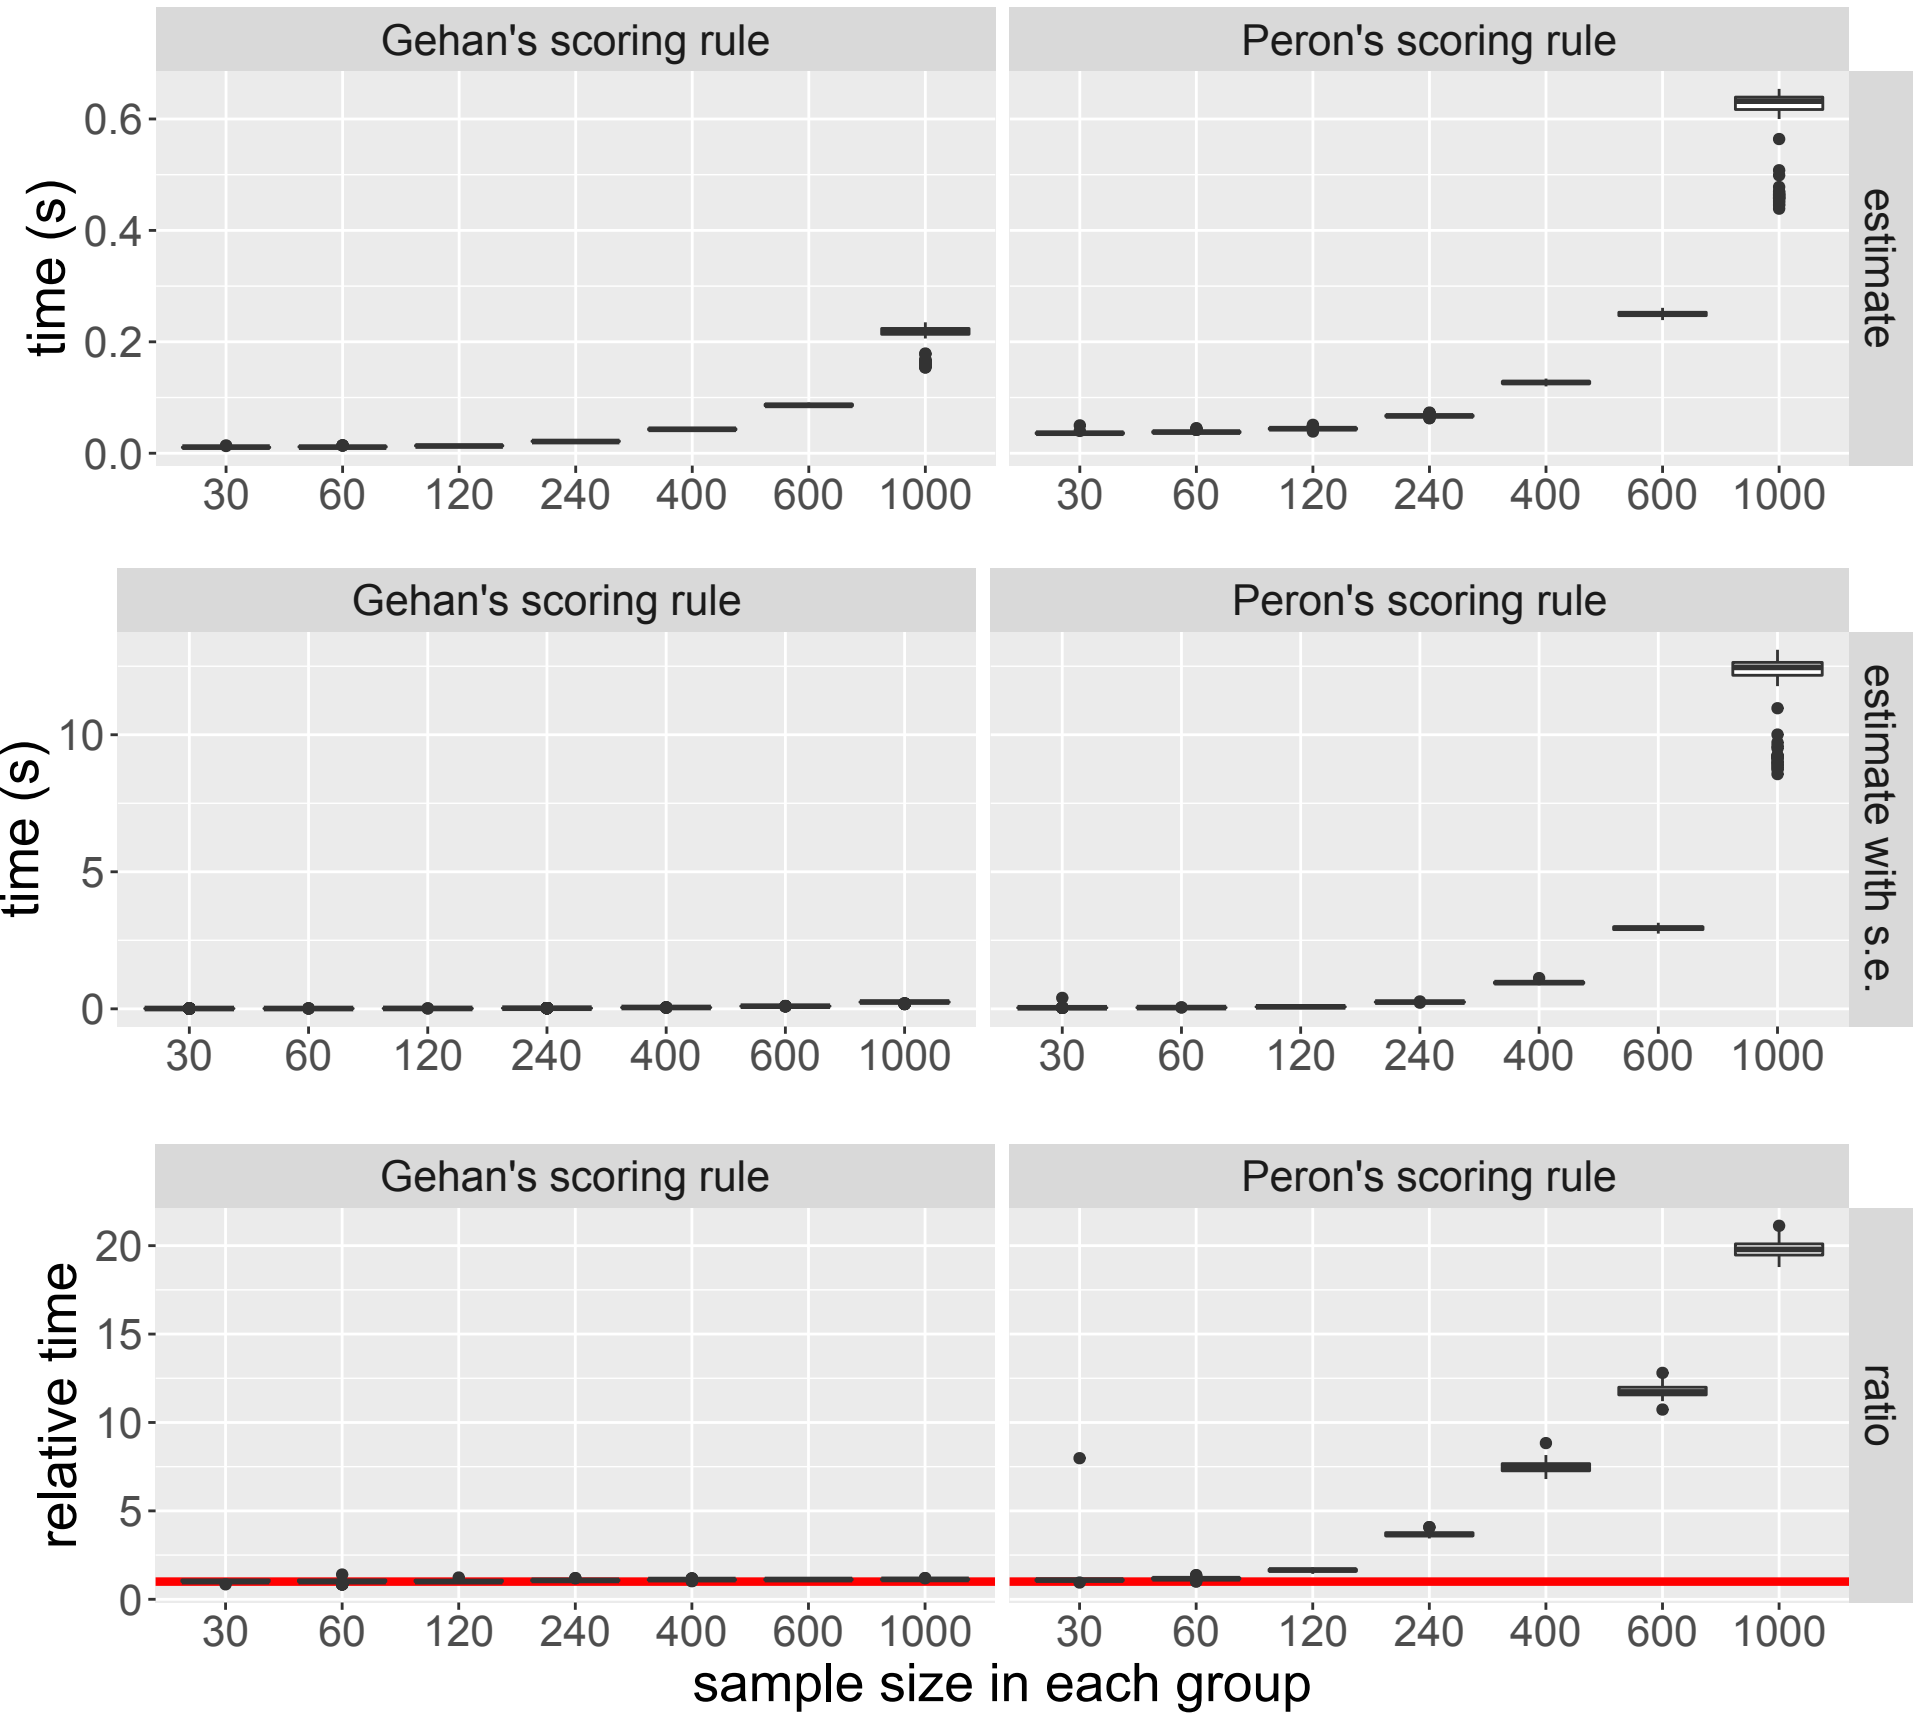 Gehan's scoring rule Peron's scoring rule
time (s)
0.6
0.4
0.2
0.0
30 60 120 240 400 600 1000 30 60 120 240 400 600 1000
estimate
Gehan's scoring rule Peron's scoring rule
time (s)
10
5
0
30 60 120 240 400 600 1000 30 60 120 240 400 600 1000
estimate with s.e.
Gehan's scoring rule Peron's scoring rule
relative time
20
15
10
5
0
30 60 120 240 400 600 1000 30 60 120 240 400 600 1000
ratio
sample size in each group